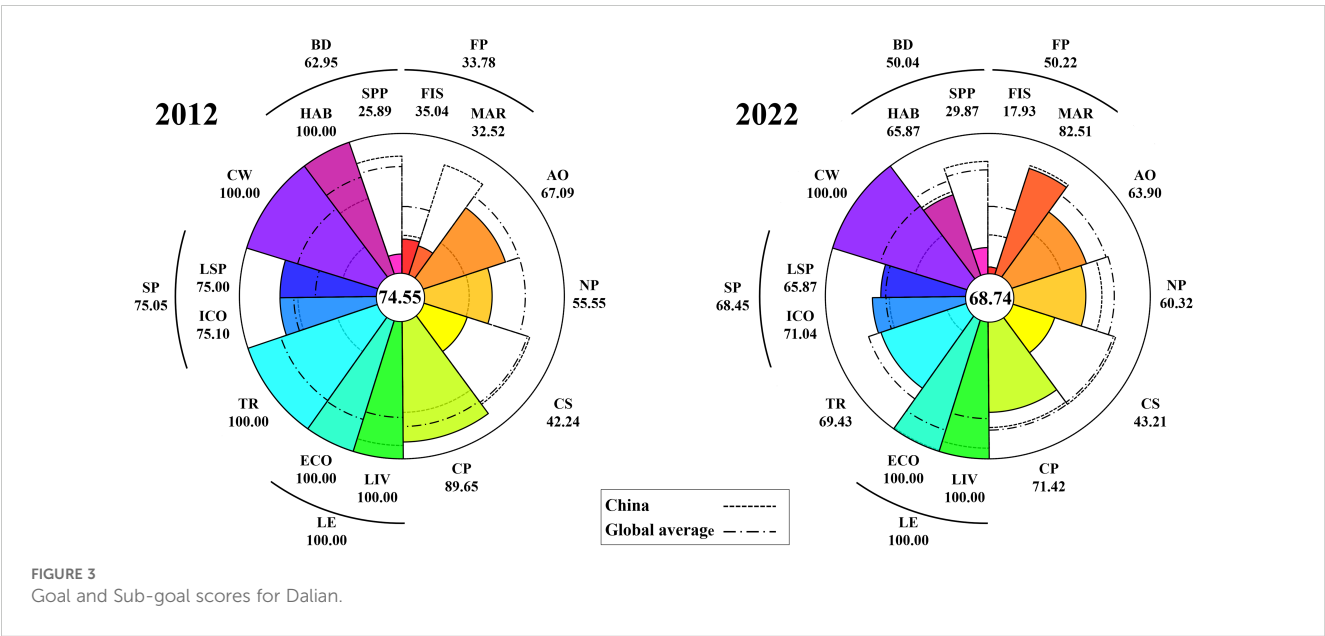 BD
62.95
FP
33.78
2012
HAB
100.00
SPP
25.89
FIS
35.04
MAR
32.52
CW
100.00
AO
67.09
SP
75.05
LSP
75.00
ICO
75.10
74.55
NP
55.55
TR
100.00
CS
42.24
ECO
100.00
LIV
100.00
CP
89.65
LE
100.00
BD
50.04
FP
50.22
2022
HAB
65.87
SPP
29.87
FIS
17.93
MAR
82.51
CW
100.00
AO
63.90
SP
68.45
LSP
65.87
ICO
71.04
68.74
NP
60.32
TR
69.43
CS
43.21
ECO
100.00
LIV
100.00
CP
71.42
LE
100.00
China
Global average
FIGURE 3
Goal and Sub-goal scores for Dalian.